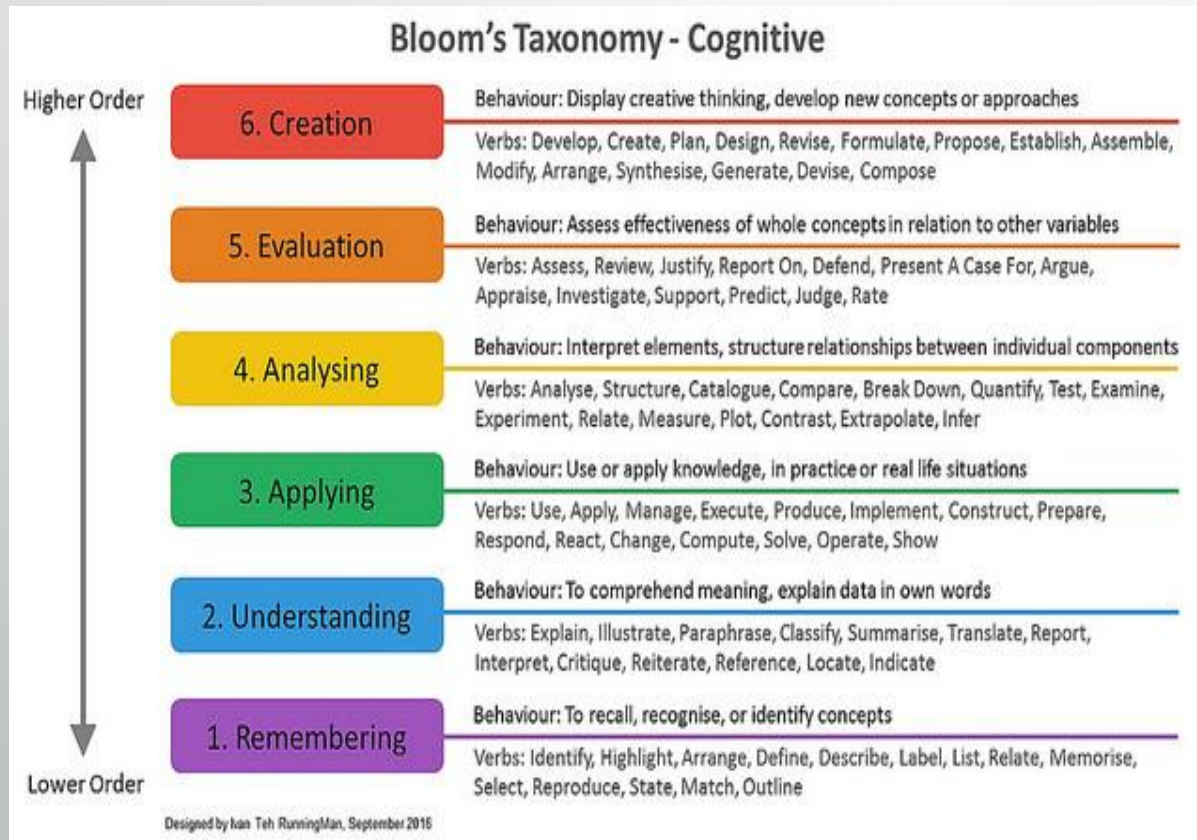 Bloom's Taxonomy - Cognitive
Higher Order
6. Creation
Behaviour: Display creative thinking, develop new concepts or approaches
Verbs: Develop, Create, Plan, Design, Revise, Formulate, Propose, Establish, Assemble,
Modify, Arrange, Synthesise, Generate, Devise, Compose
5. Evaluation
Behaviour: Assess effectiveness of whole concepts in relation to other variables
Verbs: Assess, Review, Justify, Report On, Defend, Present A Case For, Argue,
Appraise, Investigate, Support, Predict, Judge, Rate
4. Analysing
Behaviour: Interpret elements, structure relationships between individual components
Verbs: Analyse, Structure, Catalogue, Compare, Break Down, Quantify, Test, Examine,
Experiment, Relate, Measure, Plot, Contrast, Extrapolate, Infer
3. Applying
Behaviour: Use or apply knowledge, in practice or real life situations
Verbs: Use, Apply, Manage, Execute, Produce, Implement, Construct, Prepare,
Respond, React, Change, Compute, Solve, Operate, Show
2. Understanding
Behaviour: To comprehend meaning, explain data in own words
Verbs: Explain, Illustrate, Paraphrase, Classify, Summarise, Translate, Report,
Interpret, Critique, Reiterate, Reference, Locate, Indicate
1. Remembering
Behaviour: To recall, recognise, or identify concepts
Verbs: Identify, Highlight, Arrange, Define, Describe, Label, List, Relate, Memorise,
Select, Reproduce, State, Match, Outline
Lower Order
Designed by Ivan Teh RunningMan, September 2016